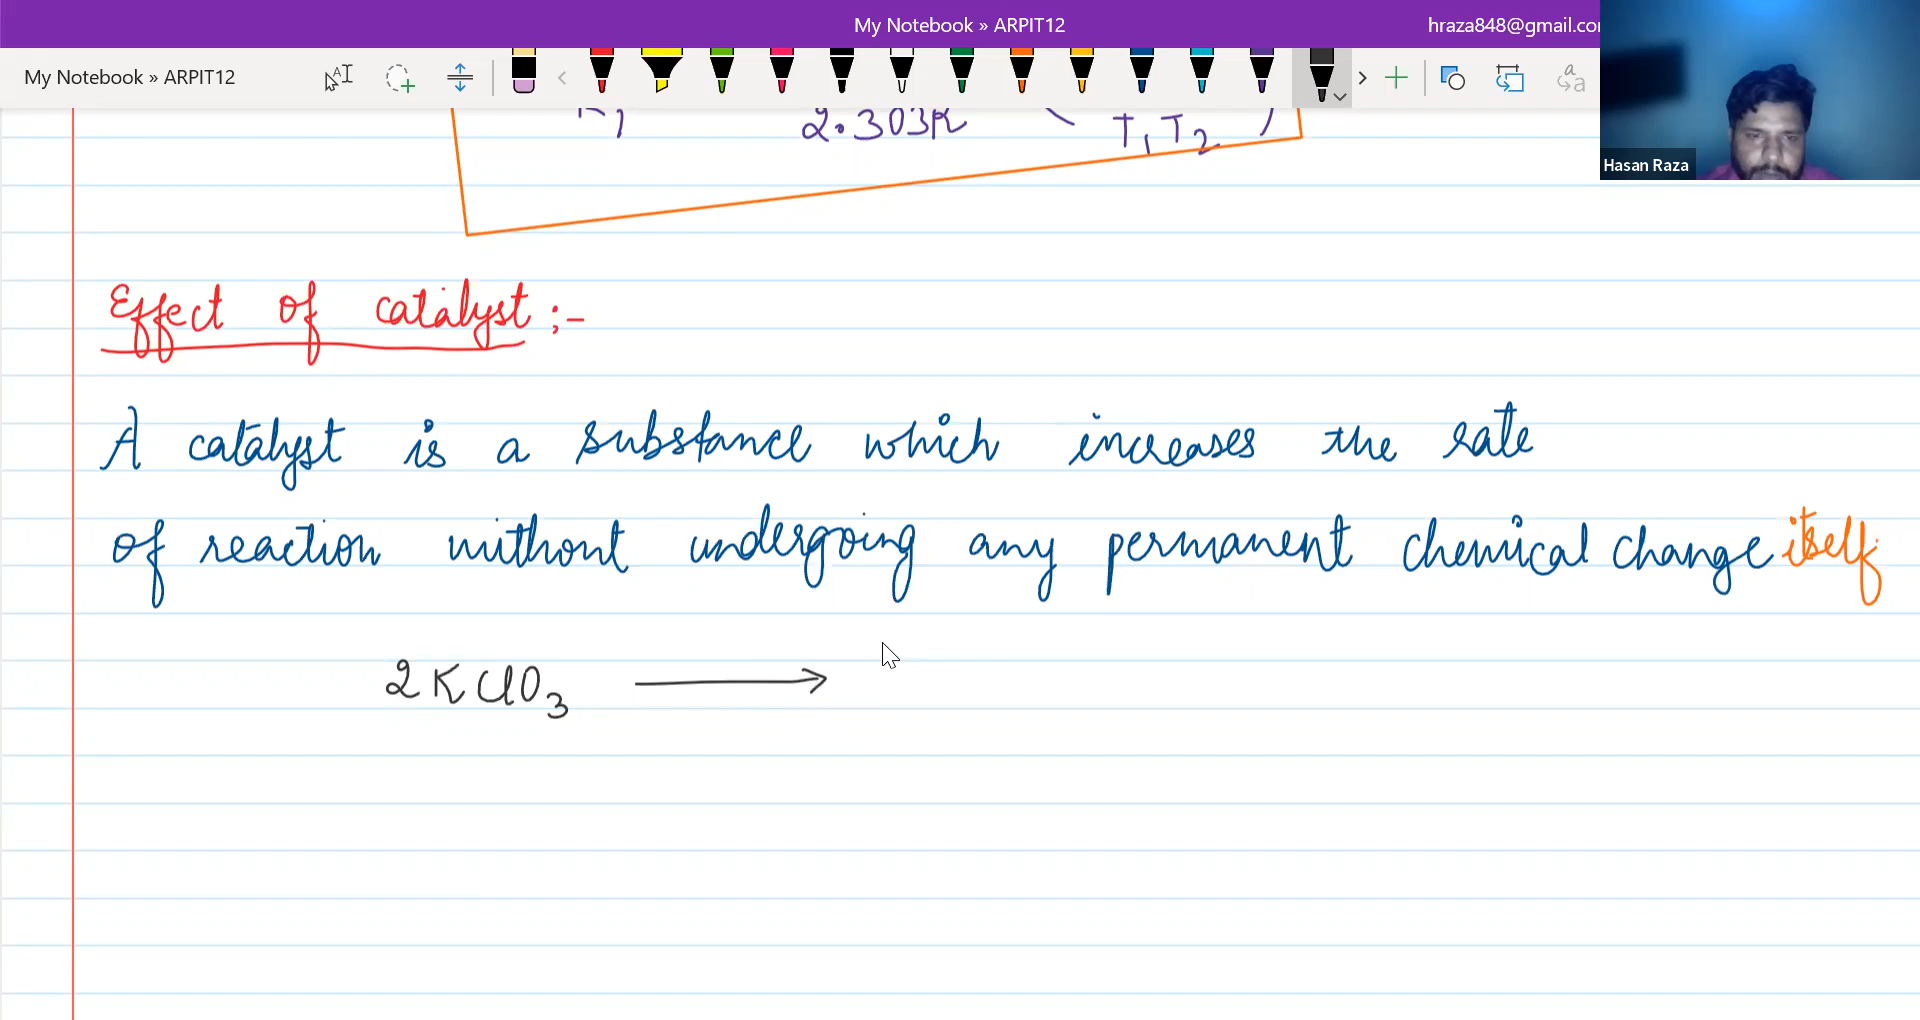 My Notebook » ARPIT12
hraza848@gmail.co
My Notebook » ARPIT12
Hasan Raza
2.303R
T₁T₂
Effect of catalyst :-
A catalyst is a substance which increases the rate
of reaction without undergoing any permanent chemical change itself
2KClO₃ ⟶